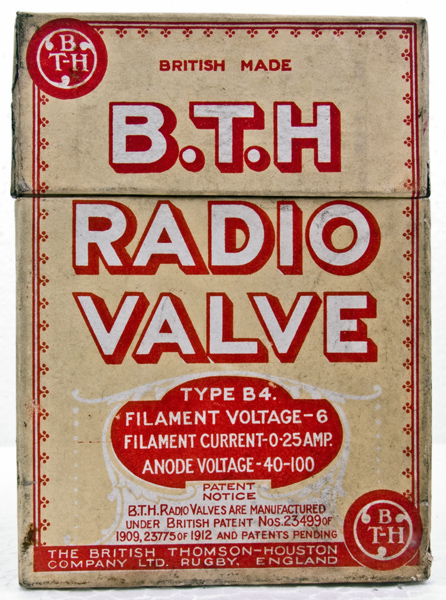 B
T-H
BRITISH MADE
B.T.H
RADIO
VALVE
TYPE B4.
FILAMENT VOLTAGE-6
FILAMENT CURRENT-0·25 AMP.
ANODE VOLTAGE-40-100
PATENT
NOTICE
B.T.H. RADIO VALVES ARE MANUFACTURED
UNDER BRITISH PATENT NOS. 23499 OF
1909, 23775 OF 1912 AND PATENTS PENDING
B
T-H
THE BRITISH THOMSON-HOUSTON
COMPANY LTD. RUGBY, ENGLAND